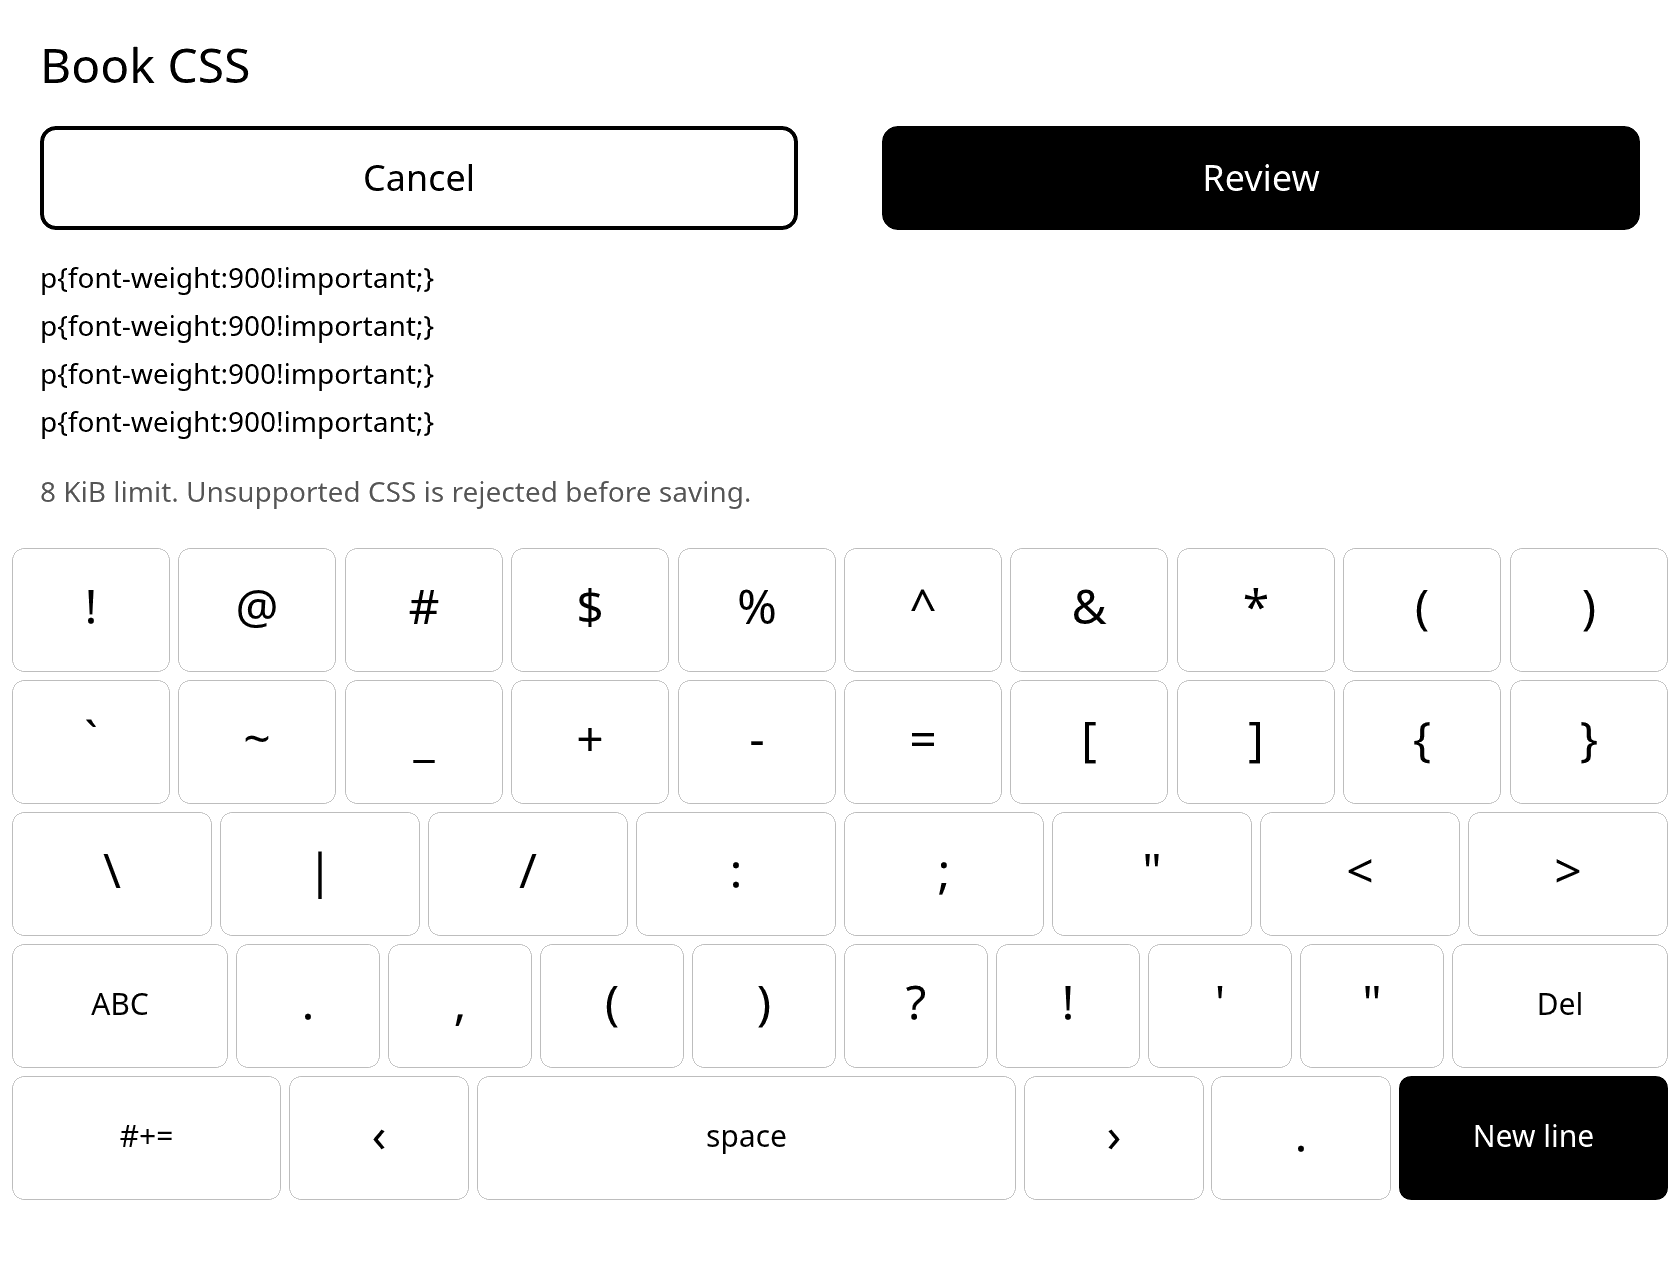 Book CSS
Cancel Review
p{font-weight:900!important;}
p{font-weight:900!important;}
p{font-weight:900!important;}
p{font-weight:900!important;}
8 KiB limit. Unsupported CSS is rejected before saving.
! @ # $ % ^ & * ( )
` ~ _ + - = [ ] { }
\ | / : ; " < >
ABC . , ( ) ? ! ' " Del
#+= ‹ space › . New line